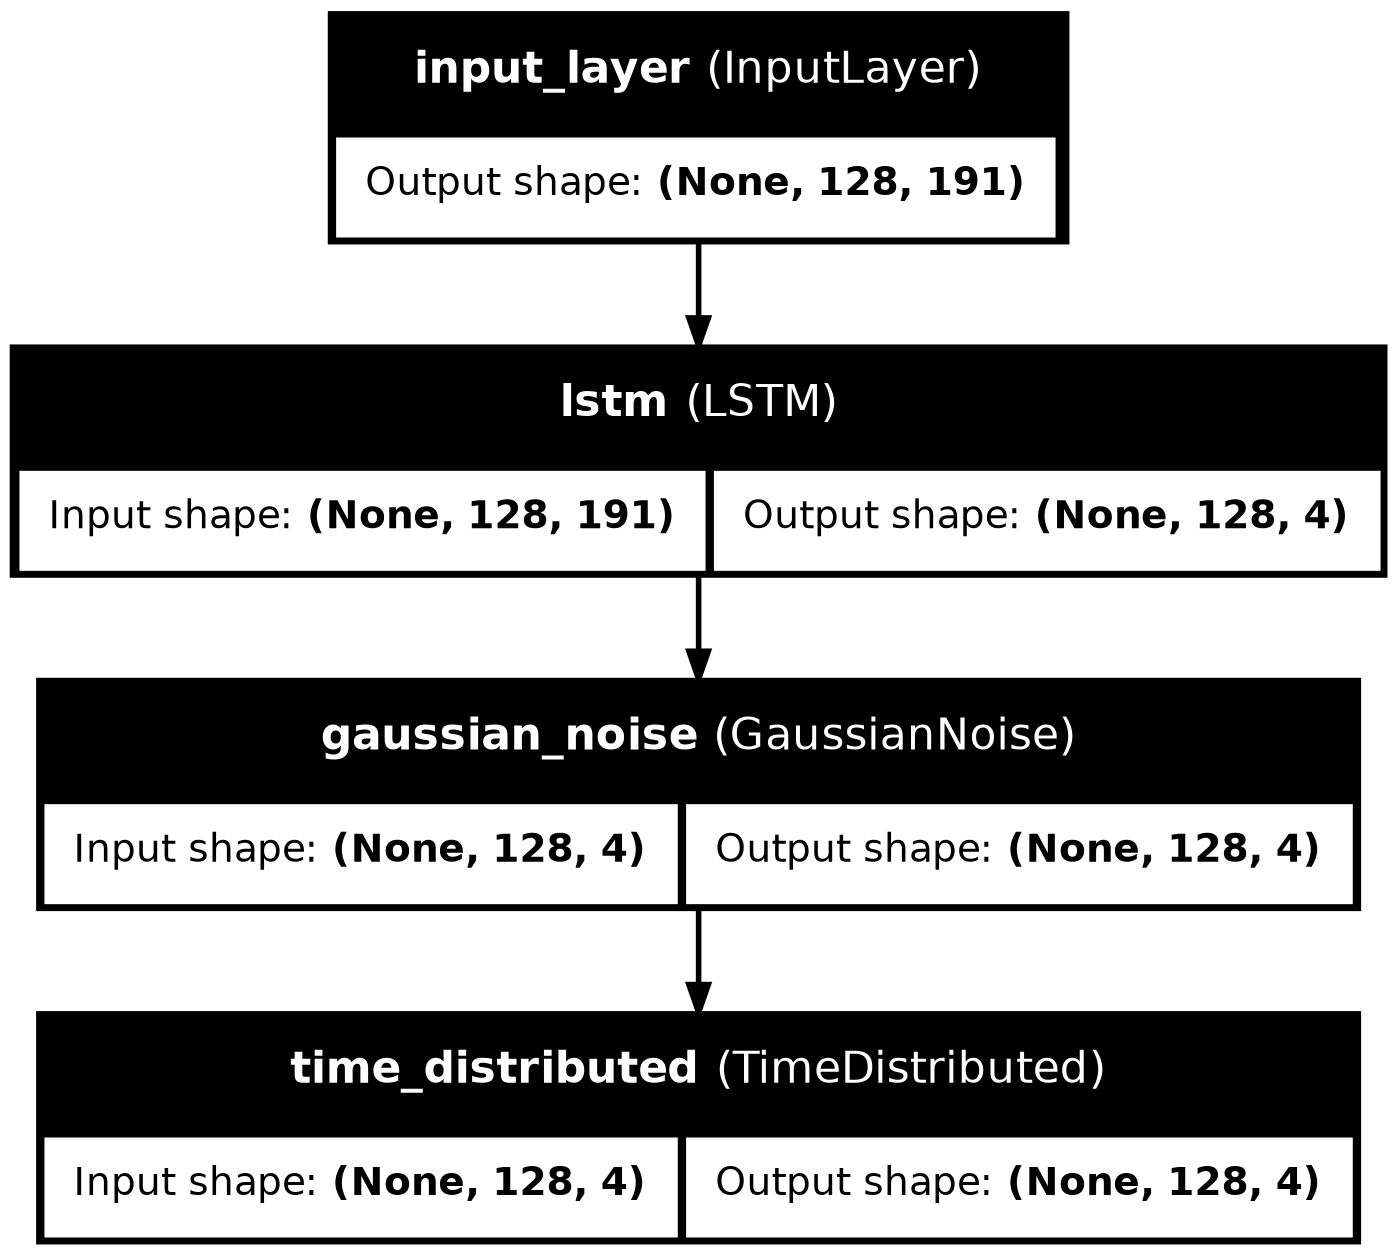 input_layer (InputLayer)
Output shape: (None, 128, 191)
lstm (LSTM)
Input shape: (None, 128, 191) Output shape: (None, 128, 4)
gaussian_noise (GaussianNoise)
Input shape: (None, 128, 4) Output shape: (None, 128, 4)
time_distributed (TimeDistributed)
Input shape: (None, 128, 4) Output shape: (None, 128, 4)